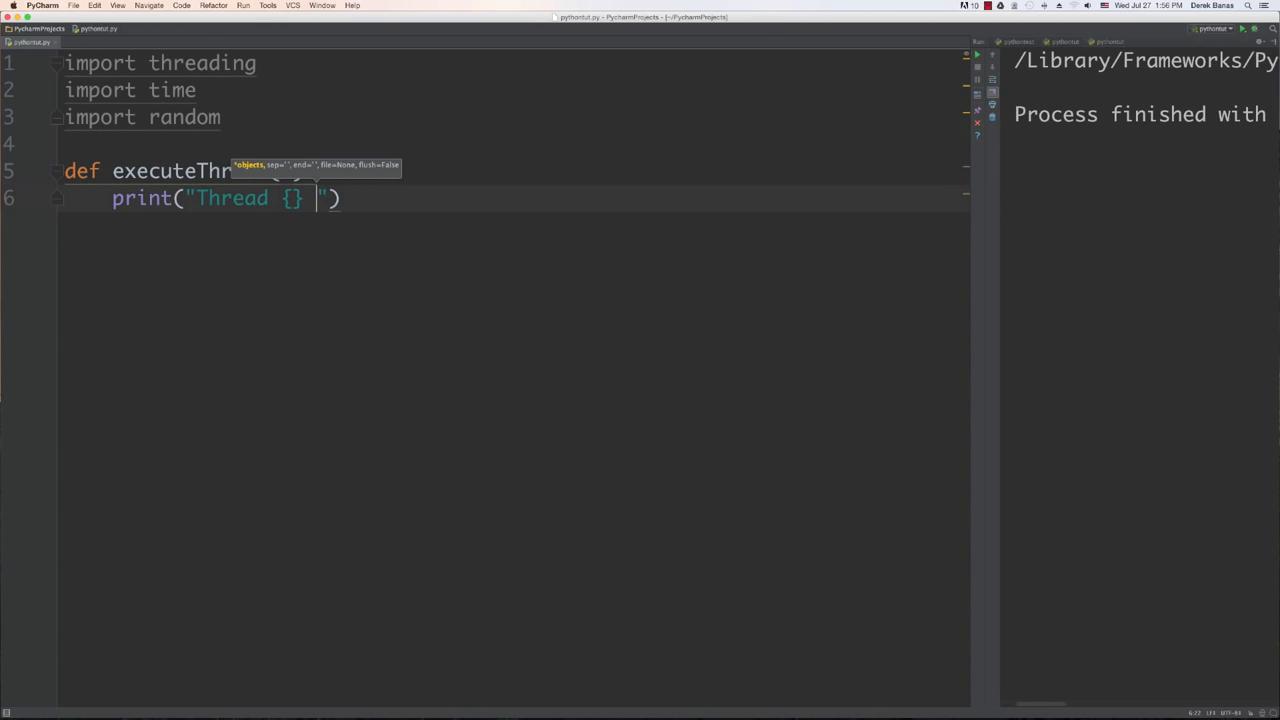 PyCharm File Edit View Navigate Code Refactor Run Tools VCS Window Help 10 Wed Jul 27 1:56 PM Derek Banas
pythontut.py - PycharmProjects - [~/PycharmProjects]
PycharmProjects pythontut.py pythontut
pythontut.py Run: pythontest pythontut pythontut
1 import threading
2 import time
3 import random
4
5 def executeThr
*objects, sep=' ', end=' ', file=None, flush=False
6 print("Thread {} ")
/Library/Frameworks/Py
Process finished with
6:22 LF‡ UTF-8‡